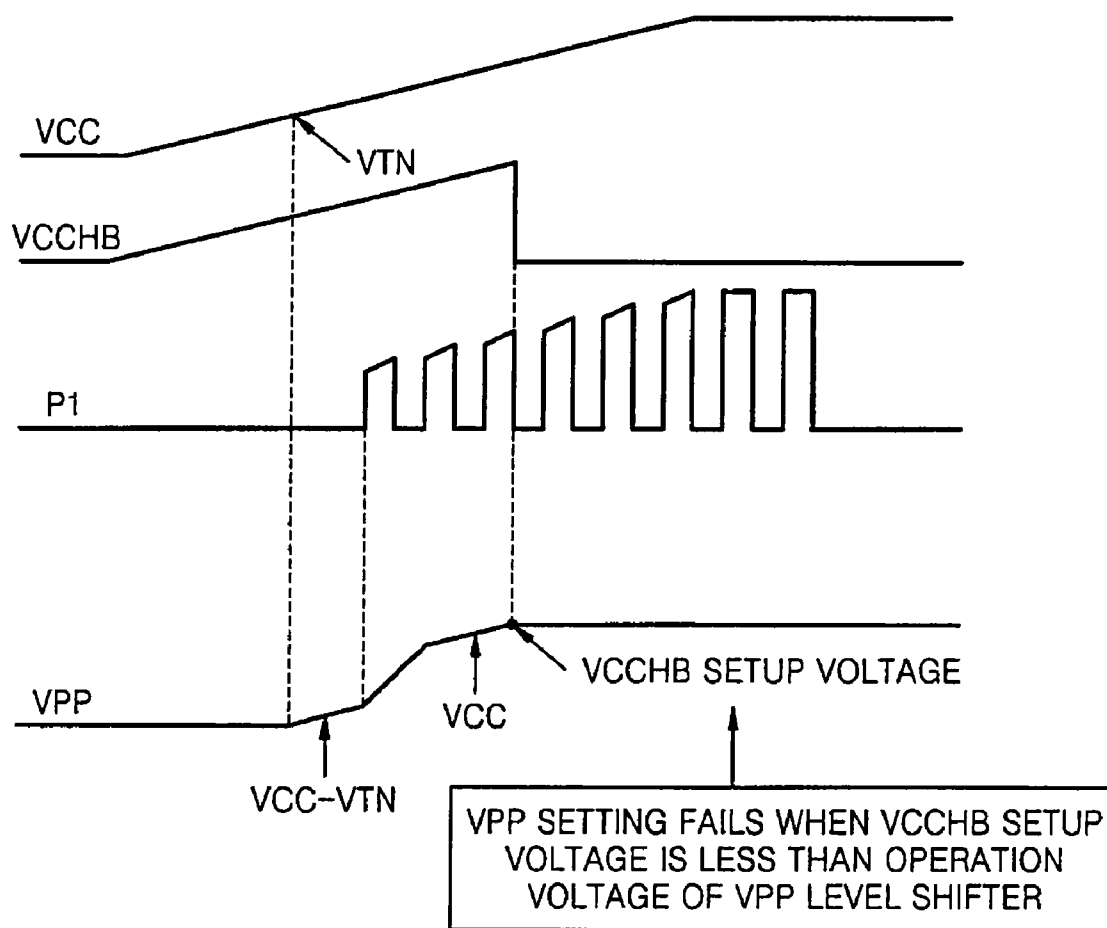 VCC
VTN
VCCHB
P1
VCCHB SETUP VOLTAGE
VPP
VCC
VCC-VTN
VPP SETTING FAILS WHEN VCCHB SETUP
VOLTAGE IS LESS THAN OPERATION
VOLTAGE OF VPP LEVEL SHIFTER